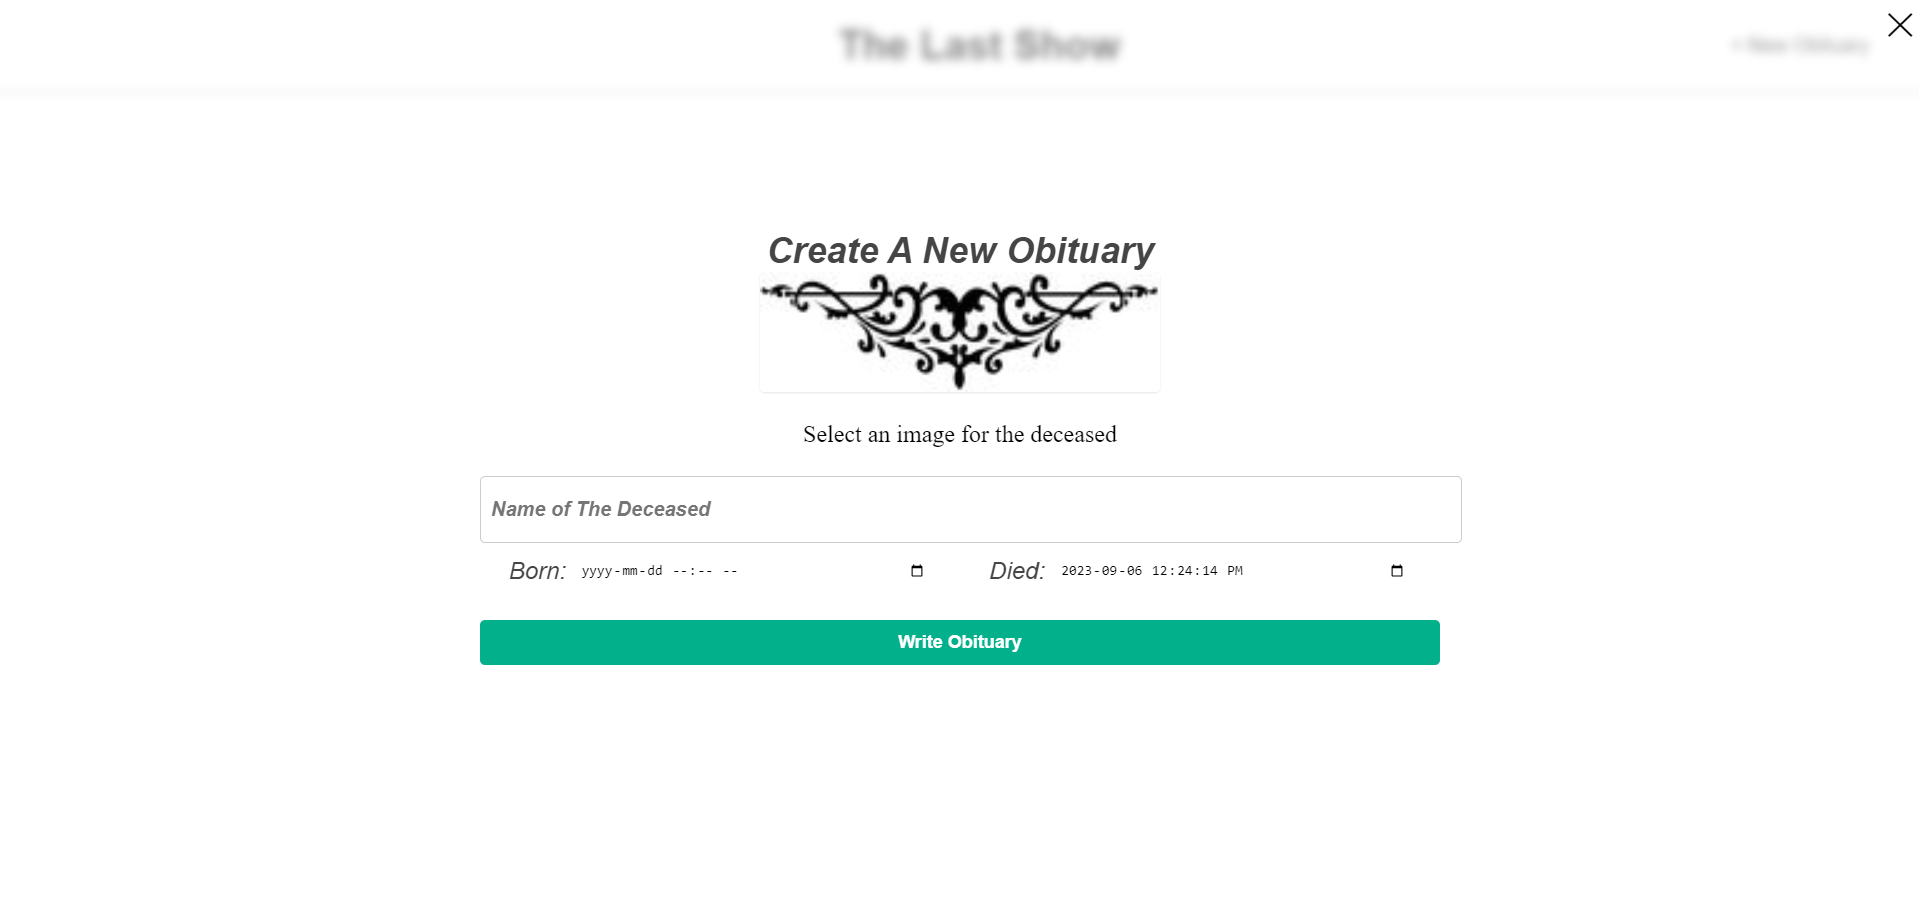 The Last Show
+ New Obituary
Create A New Obituary
Select an image for the deceased
Name of The Deceased
Born: yyyy-mm-dd --:-- -- Died: 2023-09-06 12:24:14 PM
Write Obituary